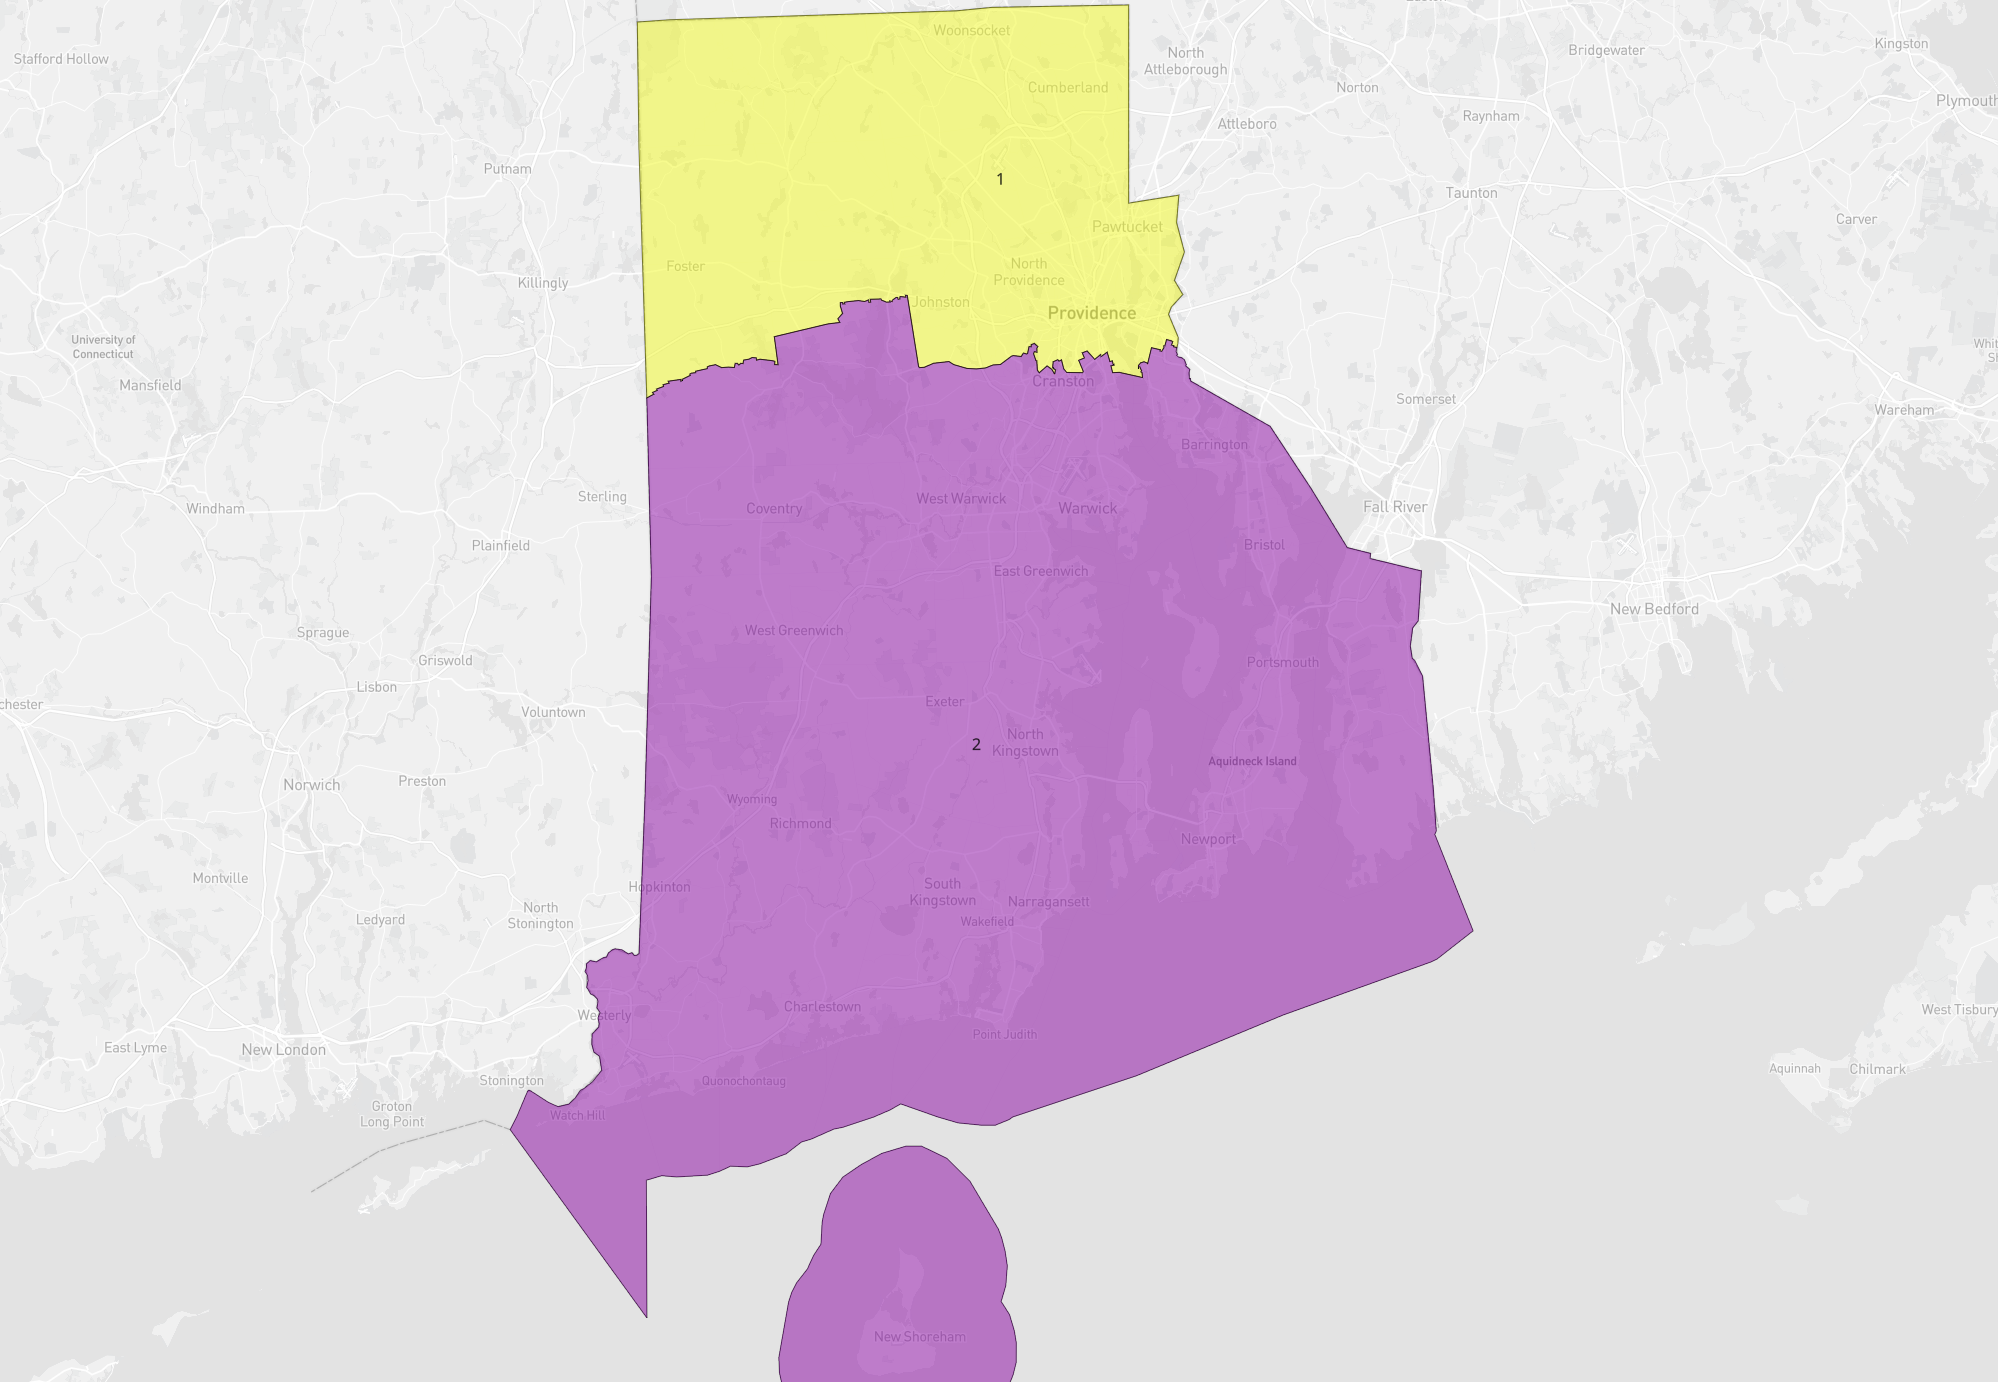 Stafford Hollow
Woonsocket
North
Attleborough
Bridgewater
Kingston
Cumberland
Norton
Plymouth
Raynham
Attleboro
Putnam
1
Taunton
Carver
Pawtucket
Foster
North
Providence
Killingly
Johnston
Providence
University of
Connecticut
Mansfield
Cranston
Somerset
Wareham
Barrington
Sterling
West Warwick
Windham
Coventry
Warwick
Fall River
Plainfield
Bristol
East Greenwich
New Bedford
Sprague
West Greenwich
Griswold
Portsmouth
Lisbon
chester
Exeter
Voluntown
North
Kingstown
2
Aquidneck Island
Norwich
Preston
Wyoming
Richmond
Newport
Montville
Hopkinton
South
Kingstown
Narragansett
North
Stonington
Ledyard
Wakefield
Charlestown
West Tisbury
Westerly
Point Judith
East Lyme
New London
Aquinnah
Chilmark
Stonington
Quonochontaug
Groton
Long Point
Watch Hill
New Shoreham